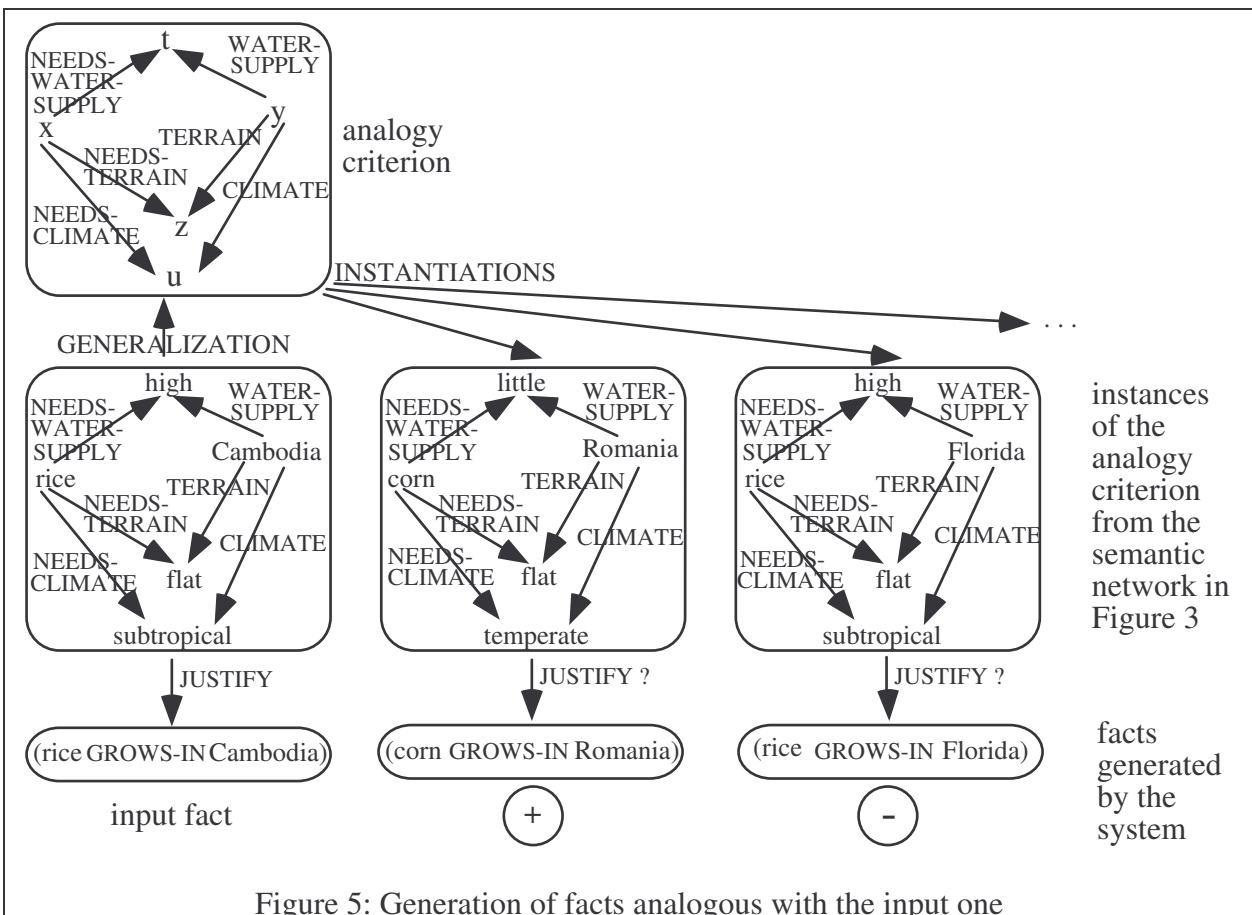 t
WATER-
SUPPLY
NEEDS-
WATER-
SUPPLY
x
y
TERRAIN
NEEDS-
TERRAIN
CLIMATE
NEEDS-
CLIMATE
z
u
analogy
criterion
INSTANTIATIONS
. . .
GENERALIZATION
high
WATER-
SUPPLY
NEEDS-
WATER-
SUPPLY
Cambodia
rice
TERRAIN
NEEDS-
TERRAIN
CLIMATE
NEEDS-
CLIMATE
flat
subtropical
little
WATER-
SUPPLY
NEEDS-
WATER-
SUPPLY
Romania
corn
TERRAIN
NEEDS-
TERRAIN
CLIMATE
NEEDS-
CLIMATE
flat
temperate
high
WATER-
SUPPLY
NEEDS-
WATER-
SUPPLY
Florida
rice
TERRAIN
NEEDS-
TERRAIN
CLIMATE
NEEDS-
CLIMATE
flat
subtropical
instances
of the
analogy
criterion
from the
semantic
network in
Figure 3
JUSTIFY
JUSTIFY ?
JUSTIFY ?
(rice GROWS-IN Cambodia)
(corn GROWS-IN Romania)
(rice GROWS-IN Florida)
facts
generated
by the
system
input fact
+
-
Figure 5: Generation of facts analogous with the input one